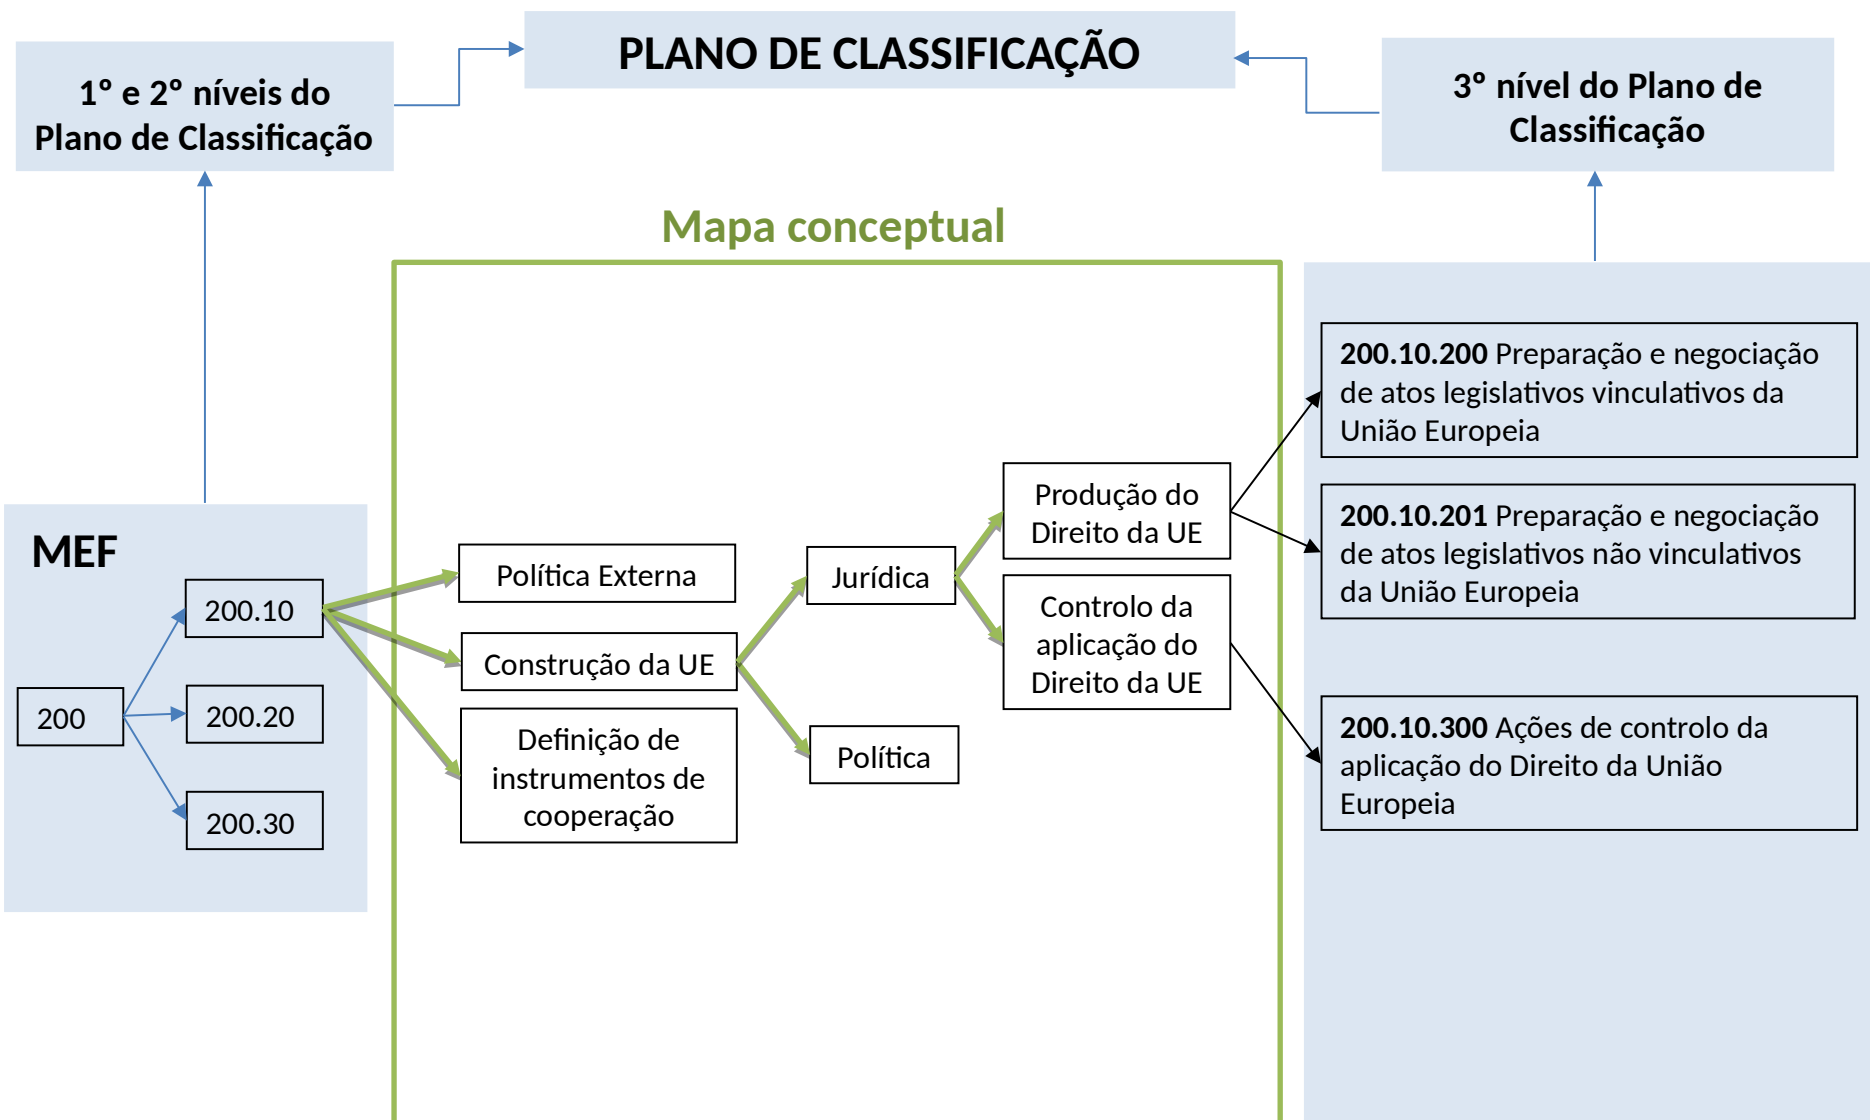 PLANO DE CLASSIFICAÇÃO
1º e 2º níveis do
Plano de Classificação
3º nível do Plano de
Classificação
Mapa conceptual
MEF
200
200.10
200.20
200.30
Política Externa
Construção da UE
Definição de
instrumentos de
cooperação
Jurídica
Política
Produção do
Direito da UE
Controlo da
aplicação do
Direito da UE
200.10.200 Preparação e negociação
de atos legislativos vinculativos da
União Europeia
200.10.201 Preparação e negociação
de atos legislativos não vinculativos
da União Europeia
200.10.300 Ações de controlo da
aplicação do Direito da União
Europeia